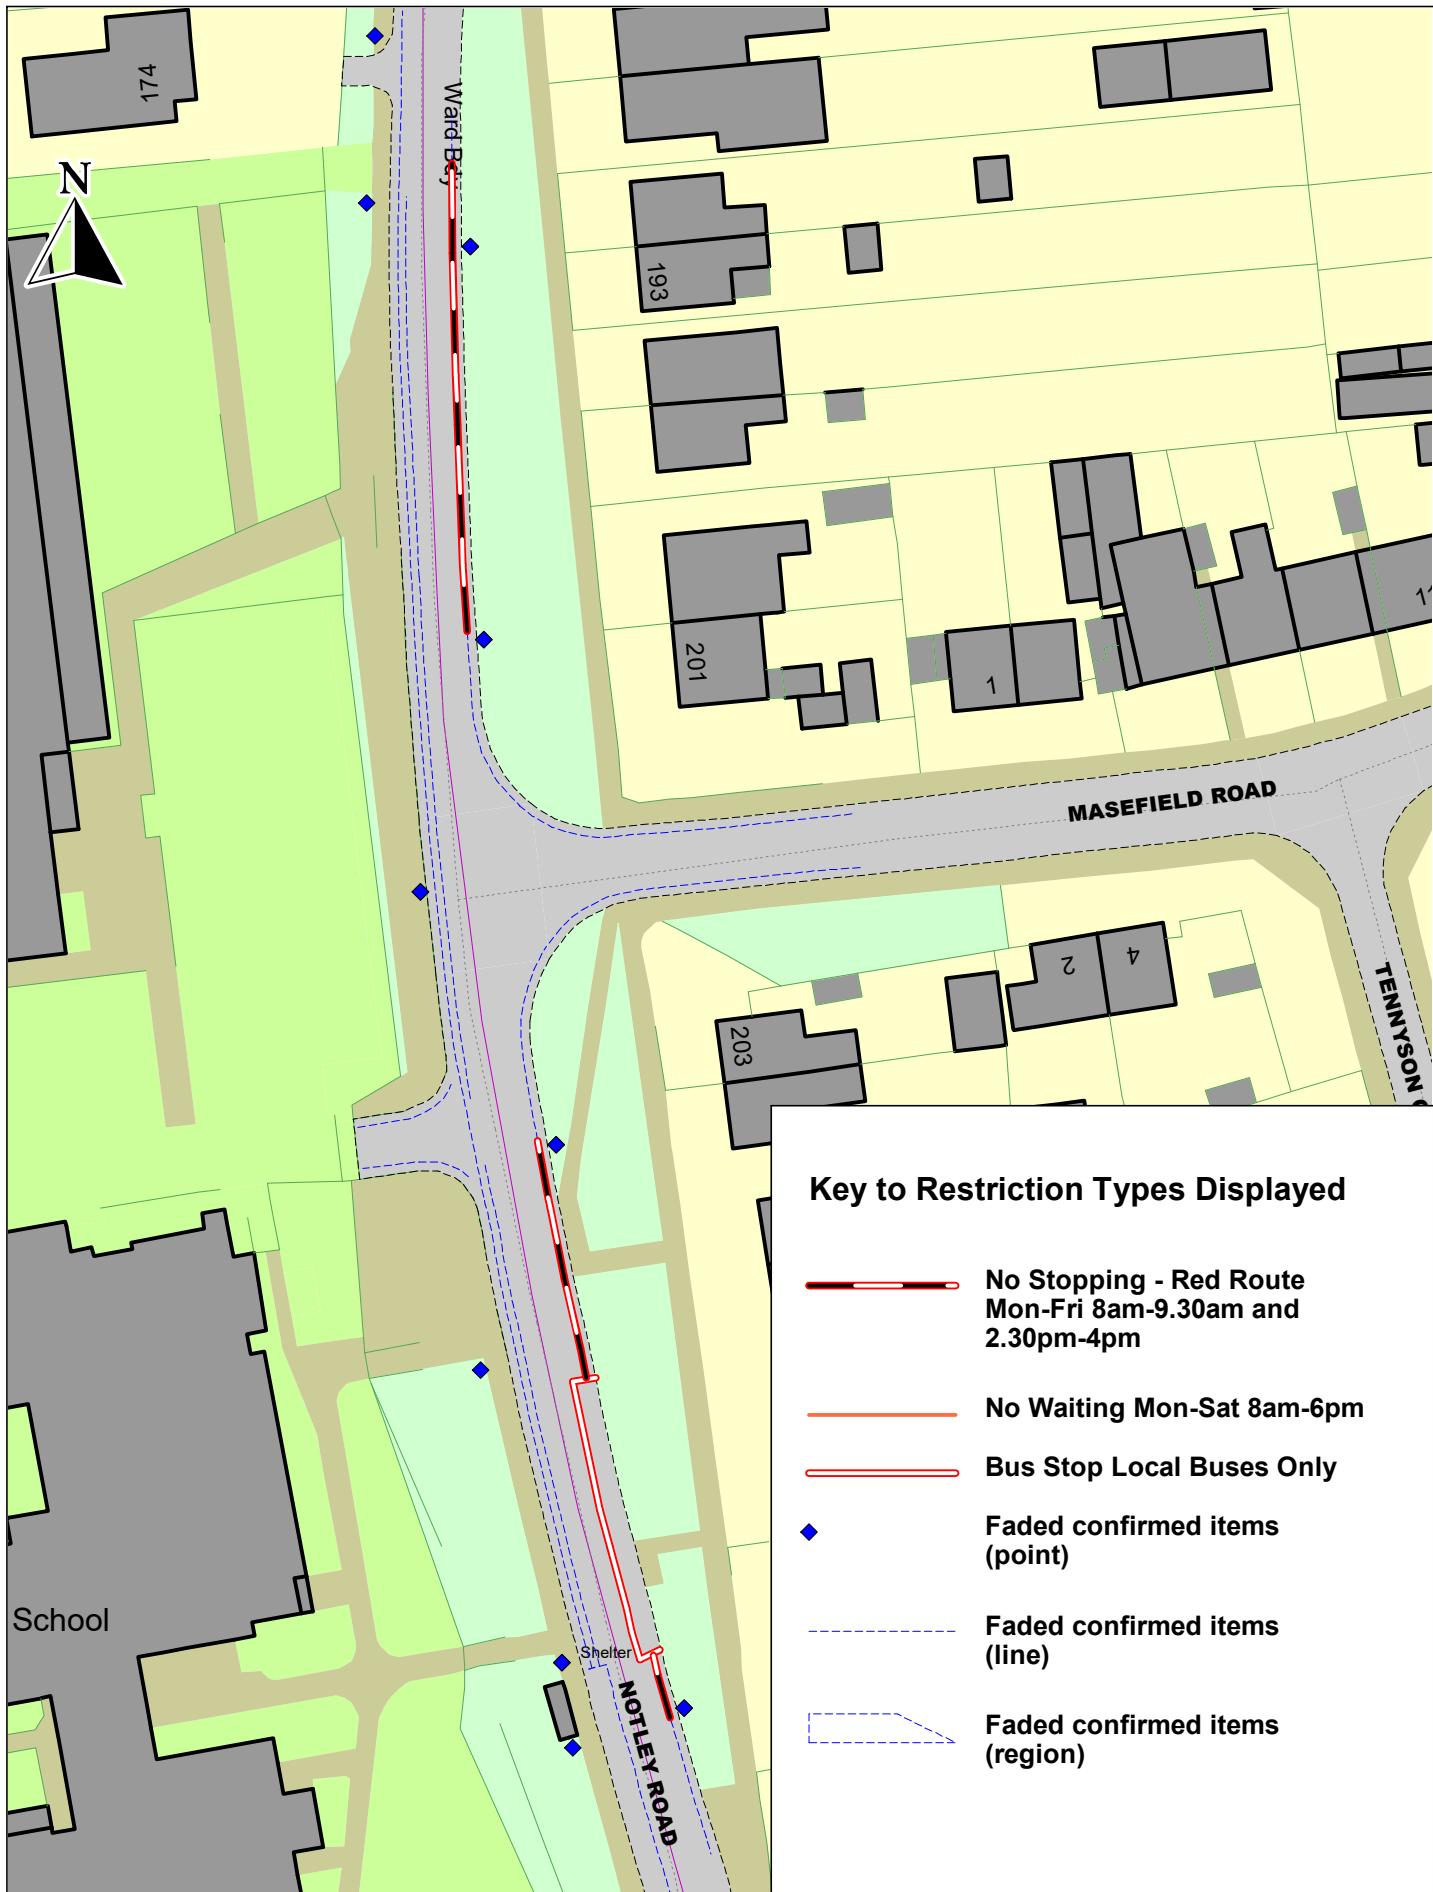 174
Ward Bdy
N
193
201
1
11
MASEFIELD ROAD
2
4
203
TENNYSON C
Key to Restriction Types Displayed
No Stopping - Red Route
Mon-Fri 8am-9.30am and
2.30pm-4pm
No Waiting Mon-Sat 8am-6pm
Bus Stop Local Buses Only
Faded confirmed items
(point)
School
Faded confirmed items
(line)
Shelter
NOTLEY ROAD
Faded confirmed items
(region)